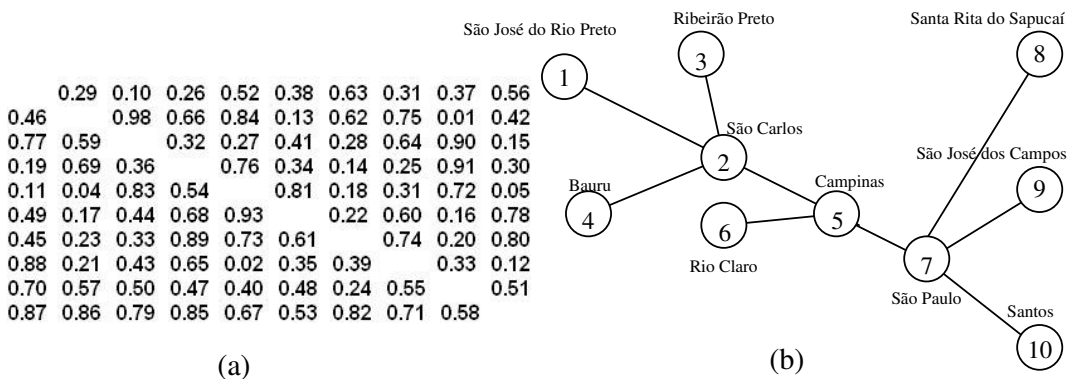 0.29 0.10 0.26 0.52 0.38 0.63 0.31 0.37 0.56
0.46 0.98 0.66 0.84 0.13 0.62 0.75 0.01 0.42
0.77 0.59 0.32 0.27 0.41 0.28 0.64 0.90 0.15
0.19 0.69 0.36 0.76 0.34 0.14 0.25 0.91 0.30
0.11 0.04 0.83 0.54 0.81 0.18 0.31 0.72 0.05
0.49 0.17 0.44 0.68 0.93 0.22 0.60 0.16 0.78
0.45 0.23 0.33 0.89 0.73 0.61 0.74 0.20 0.80
0.88 0.21 0.43 0.65 0.02 0.35 0.39 0.33 0.12
0.70 0.57 0.50 0.47 0.40 0.48 0.24 0.55 0.51
0.87 0.86 0.79 0.85 0.67 0.53 0.82 0.71 0.58
(a)
São José do Rio Preto
1
Ribeirão Preto
3
Santa Rita do Sapucaí
8
São Carlos
2
São José dos Campos
9
Bauru
4
Campinas
5
6
Rio Claro
7
São Paulo
Santos
10
(b)